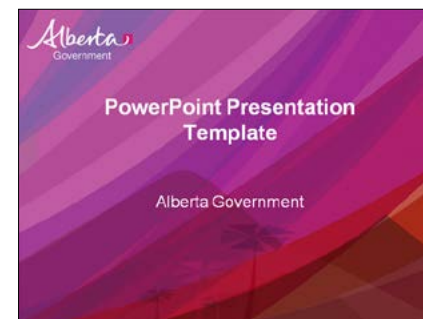 Alberta
Government
PowerPoint Presentation
Template
Alberta Government